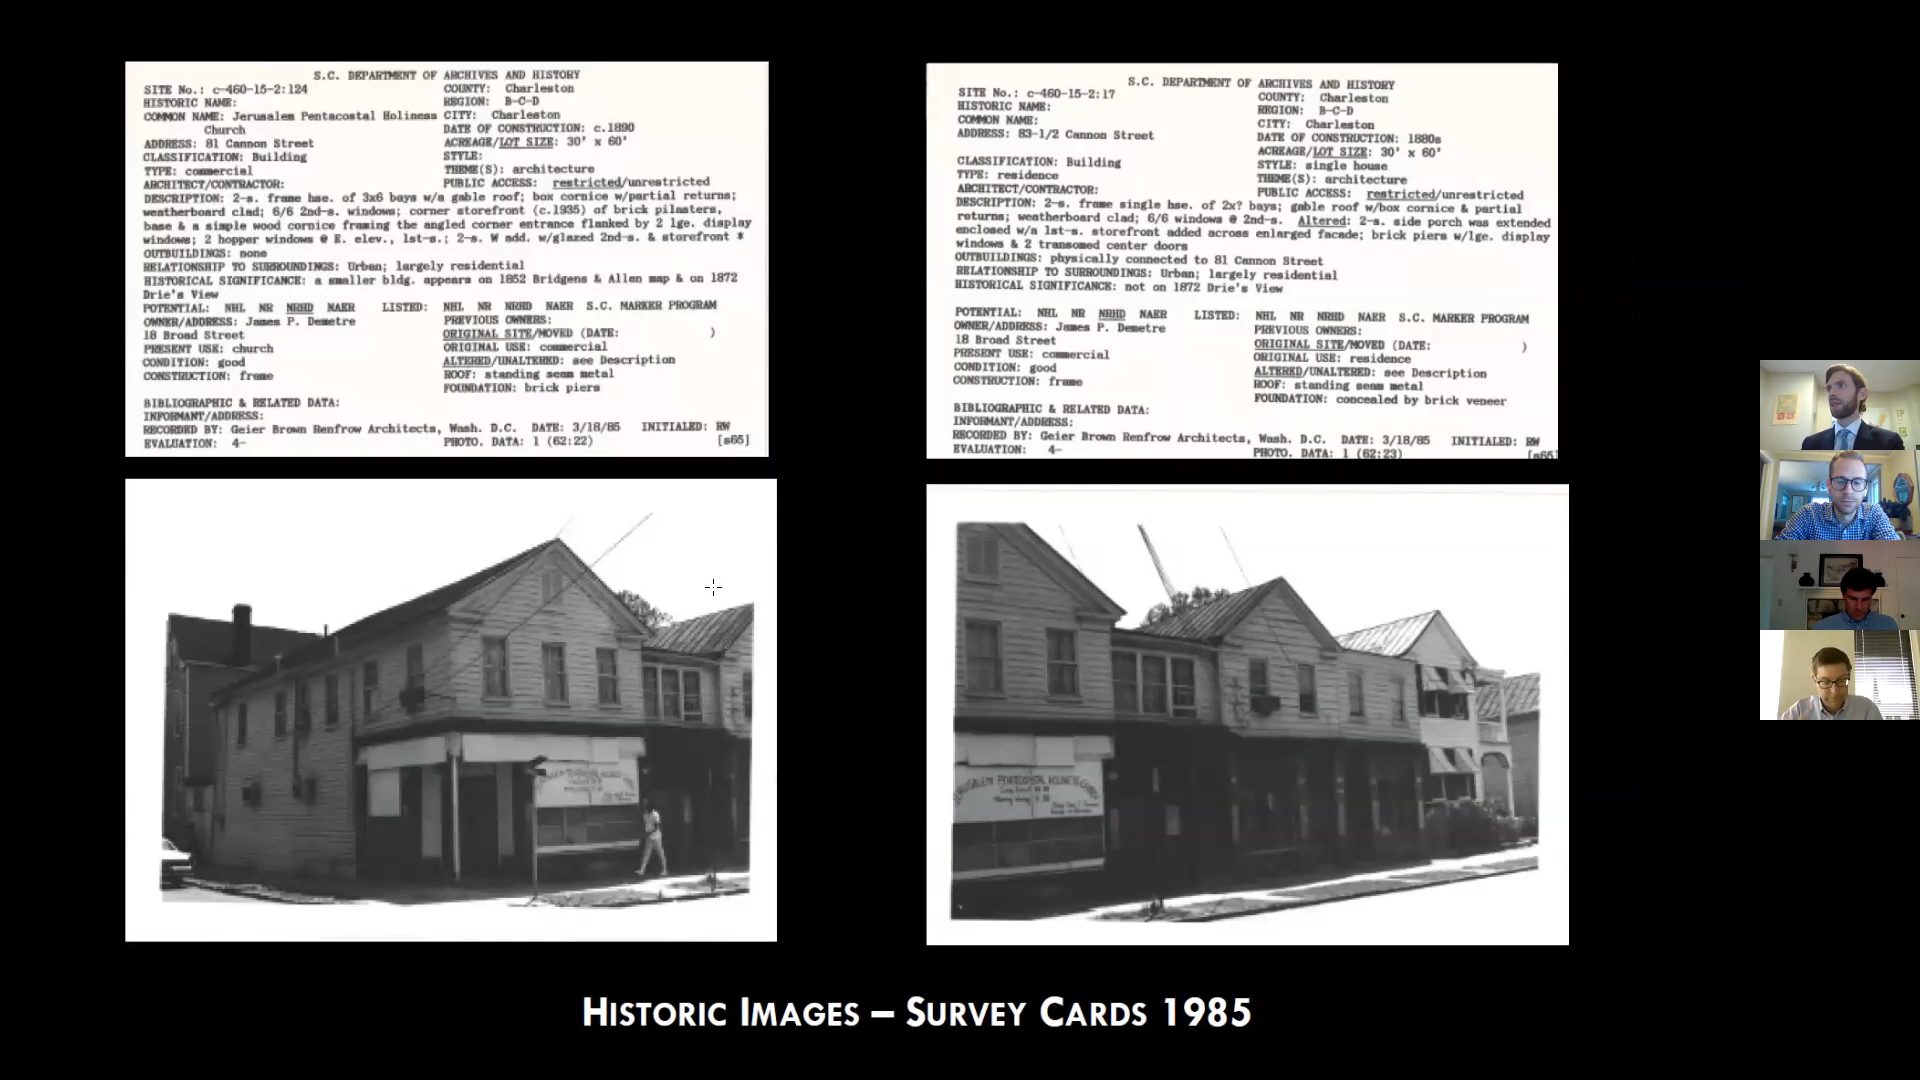 S.C. DEPARTMENT OF ARCHIVES AND HISTORY
SITE No.: c-460-15-2:124
COUNTY: Charleston
HISTORIC NAME:
REGION: B-C-D
COMMON NAME: Jerusalem Pentacostal Holiness Church
CITY: Charleston
DATE OF CONSTRUCTION: c.1890
ADDRESS: 81 Cannon Street
ACREAGE/LOT SIZE: 30' x 60'
CLASSIFICATION: Building
STYLE:
TYPE: commercial
THEME(S): architecture
ARCHITECT/CONTRACTOR:
PUBLIC ACCESS: restricted/unrestricted
DESCRIPTION: 2-s. frame hse. of 3x6 bays w/a gable roof; box cornice w/partial returns;
weatherboard clad; 6/6 2nd-s. windows; corner storefront (c.1935) of brick pilasters,
base & a simple wood cornice framing the angled corner entrance flanked by 2 lge. display
windows; 2 hopper windows @ E. elev., 1st-s.; 2-s. W add. w/glazed 2nd-s. & storefront *
OUTBUILDINGS: none
RELATIONSHIP TO SURROUNDINGS: Urban; largely residential
HISTORICAL SIGNIFICANCE: a smaller bldg. appears on 1852 Bridgens & Allen map & on 1872
Drie's View
POTENTIAL: NHL NR NRHD NAER LISTED: NHL NR NRHD NAER S.C. MARKER PROGRAM
OWNER/ADDRESS: James P. Demetre
PREVIOUS OWNERS:
18 Broad Street
ORIGINAL SITE/MOVED (DATE: )
PRESENT USE: church
ORIGINAL USE: commercial
CONDITION: good
ALTERED/UNALTERED: see Description
CONSTRUCTION: frame
ROOF: standing seam metal
FOUNDATION: brick piers
BIBLIOGRAPHIC & RELATED DATA:
INFORMANT/ADDRESS:
RECORDED BY: Geier Brown Renfrow Architects, Wash. D.C. DATE: 3/18/85 INITIALED: RW
EVALUATION: 4- PHOTO. DATA: 1 (62:22) [s65]
S.C. DEPARTMENT OF ARCHIVES AND HISTORY
SITE No.: c-460-15-2:17
COUNTY: Charleston
HISTORIC NAME:
REGION: B-C-D
COMMON NAME:
CITY: Charleston
ADDRESS: 83-1/2 Cannon Street
DATE OF CONSTRUCTION: 1880s
ACREAGE/LOT SIZE: 30' x 60'
CLASSIFICATION: Building
STYLE: single house
TYPE: residence
THEME(S): architecture
ARCHITECT/CONTRACTOR:
PUBLIC ACCESS: restricted/unrestricted
DESCRIPTION: 2-s. frame single hse. of 2x? bays; gable roof w/box cornice & partial
returns; weatherboard clad; 6/6 windows @ 2nd-s. Altered: 2-s. side porch was extended
enclosed w/a 1st-s. storefront added across enlarged facade; brick piers w/lge. display
windows & 2 transomed center doors
OUTBUILDINGS: physically connected to 81 Cannon Street
RELATIONSHIP TO SURROUNDINGS: Urban; largely residential
HISTORICAL SIGNIFICANCE: not on 1872 Drie's View
POTENTIAL: NHL NR NRHD NAER LISTED: NHL NR NRHD NAER S.C. MARKER PROGRAM
OWNER/ADDRESS: James P. Demetre
PREVIOUS OWNERS:
18 Broad Street
ORIGINAL SITE/MOVED (DATE: )
PRESENT USE: commercial
ORIGINAL USE: residence
CONDITION: good
ALTERED/UNALTERED: see Description
CONSTRUCTION: frame
ROOF: standing seam metal
FOUNDATION: concealed by brick veneer
BIBLIOGRAPHIC & RELATED DATA:
INFORMANT/ADDRESS:
RECORDED BY: Geier Brown Renfrow Architects, Wash. D.C. DATE: 3/18/85 INITIALED: RW
EVALUATION: 4- PHOTO. DATA: 1 (62:23) [s65]
JERUSALEM PENTECOSTAL HOLINESS CHURCH
HISTORIC IMAGES – SURVEY CARDS 1985